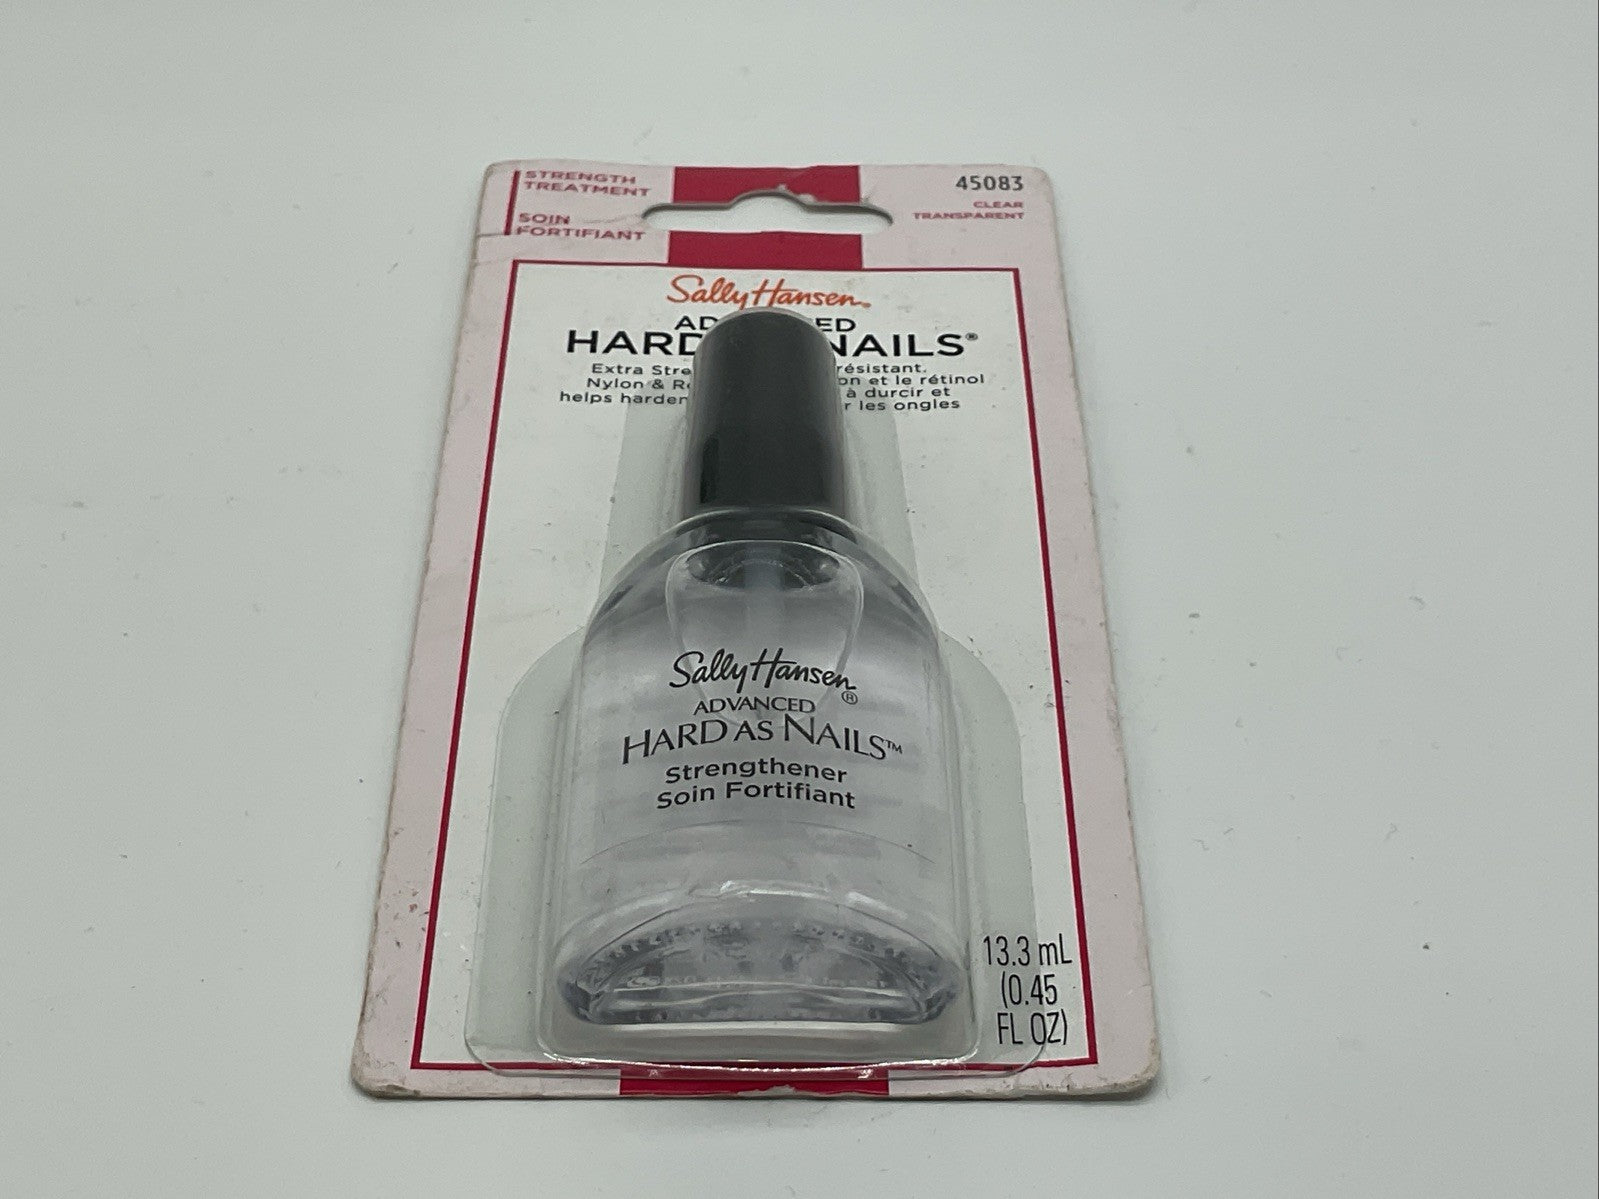 STRENGTH
TREATMENT
SOIN
FORTIFIANT
45083
CLEAR
TRANSPARENT
Sally Hansen®
HARD NAILS®
Extra résistant.
Nylon & et le rétinol
helps harden à durcir et
les ongles
Sally Hansen®
ADVANCED
HARD AS NAILS™
Strengthener
Soin Fortifiant
13.3 mL
(0.45
FL OZ)